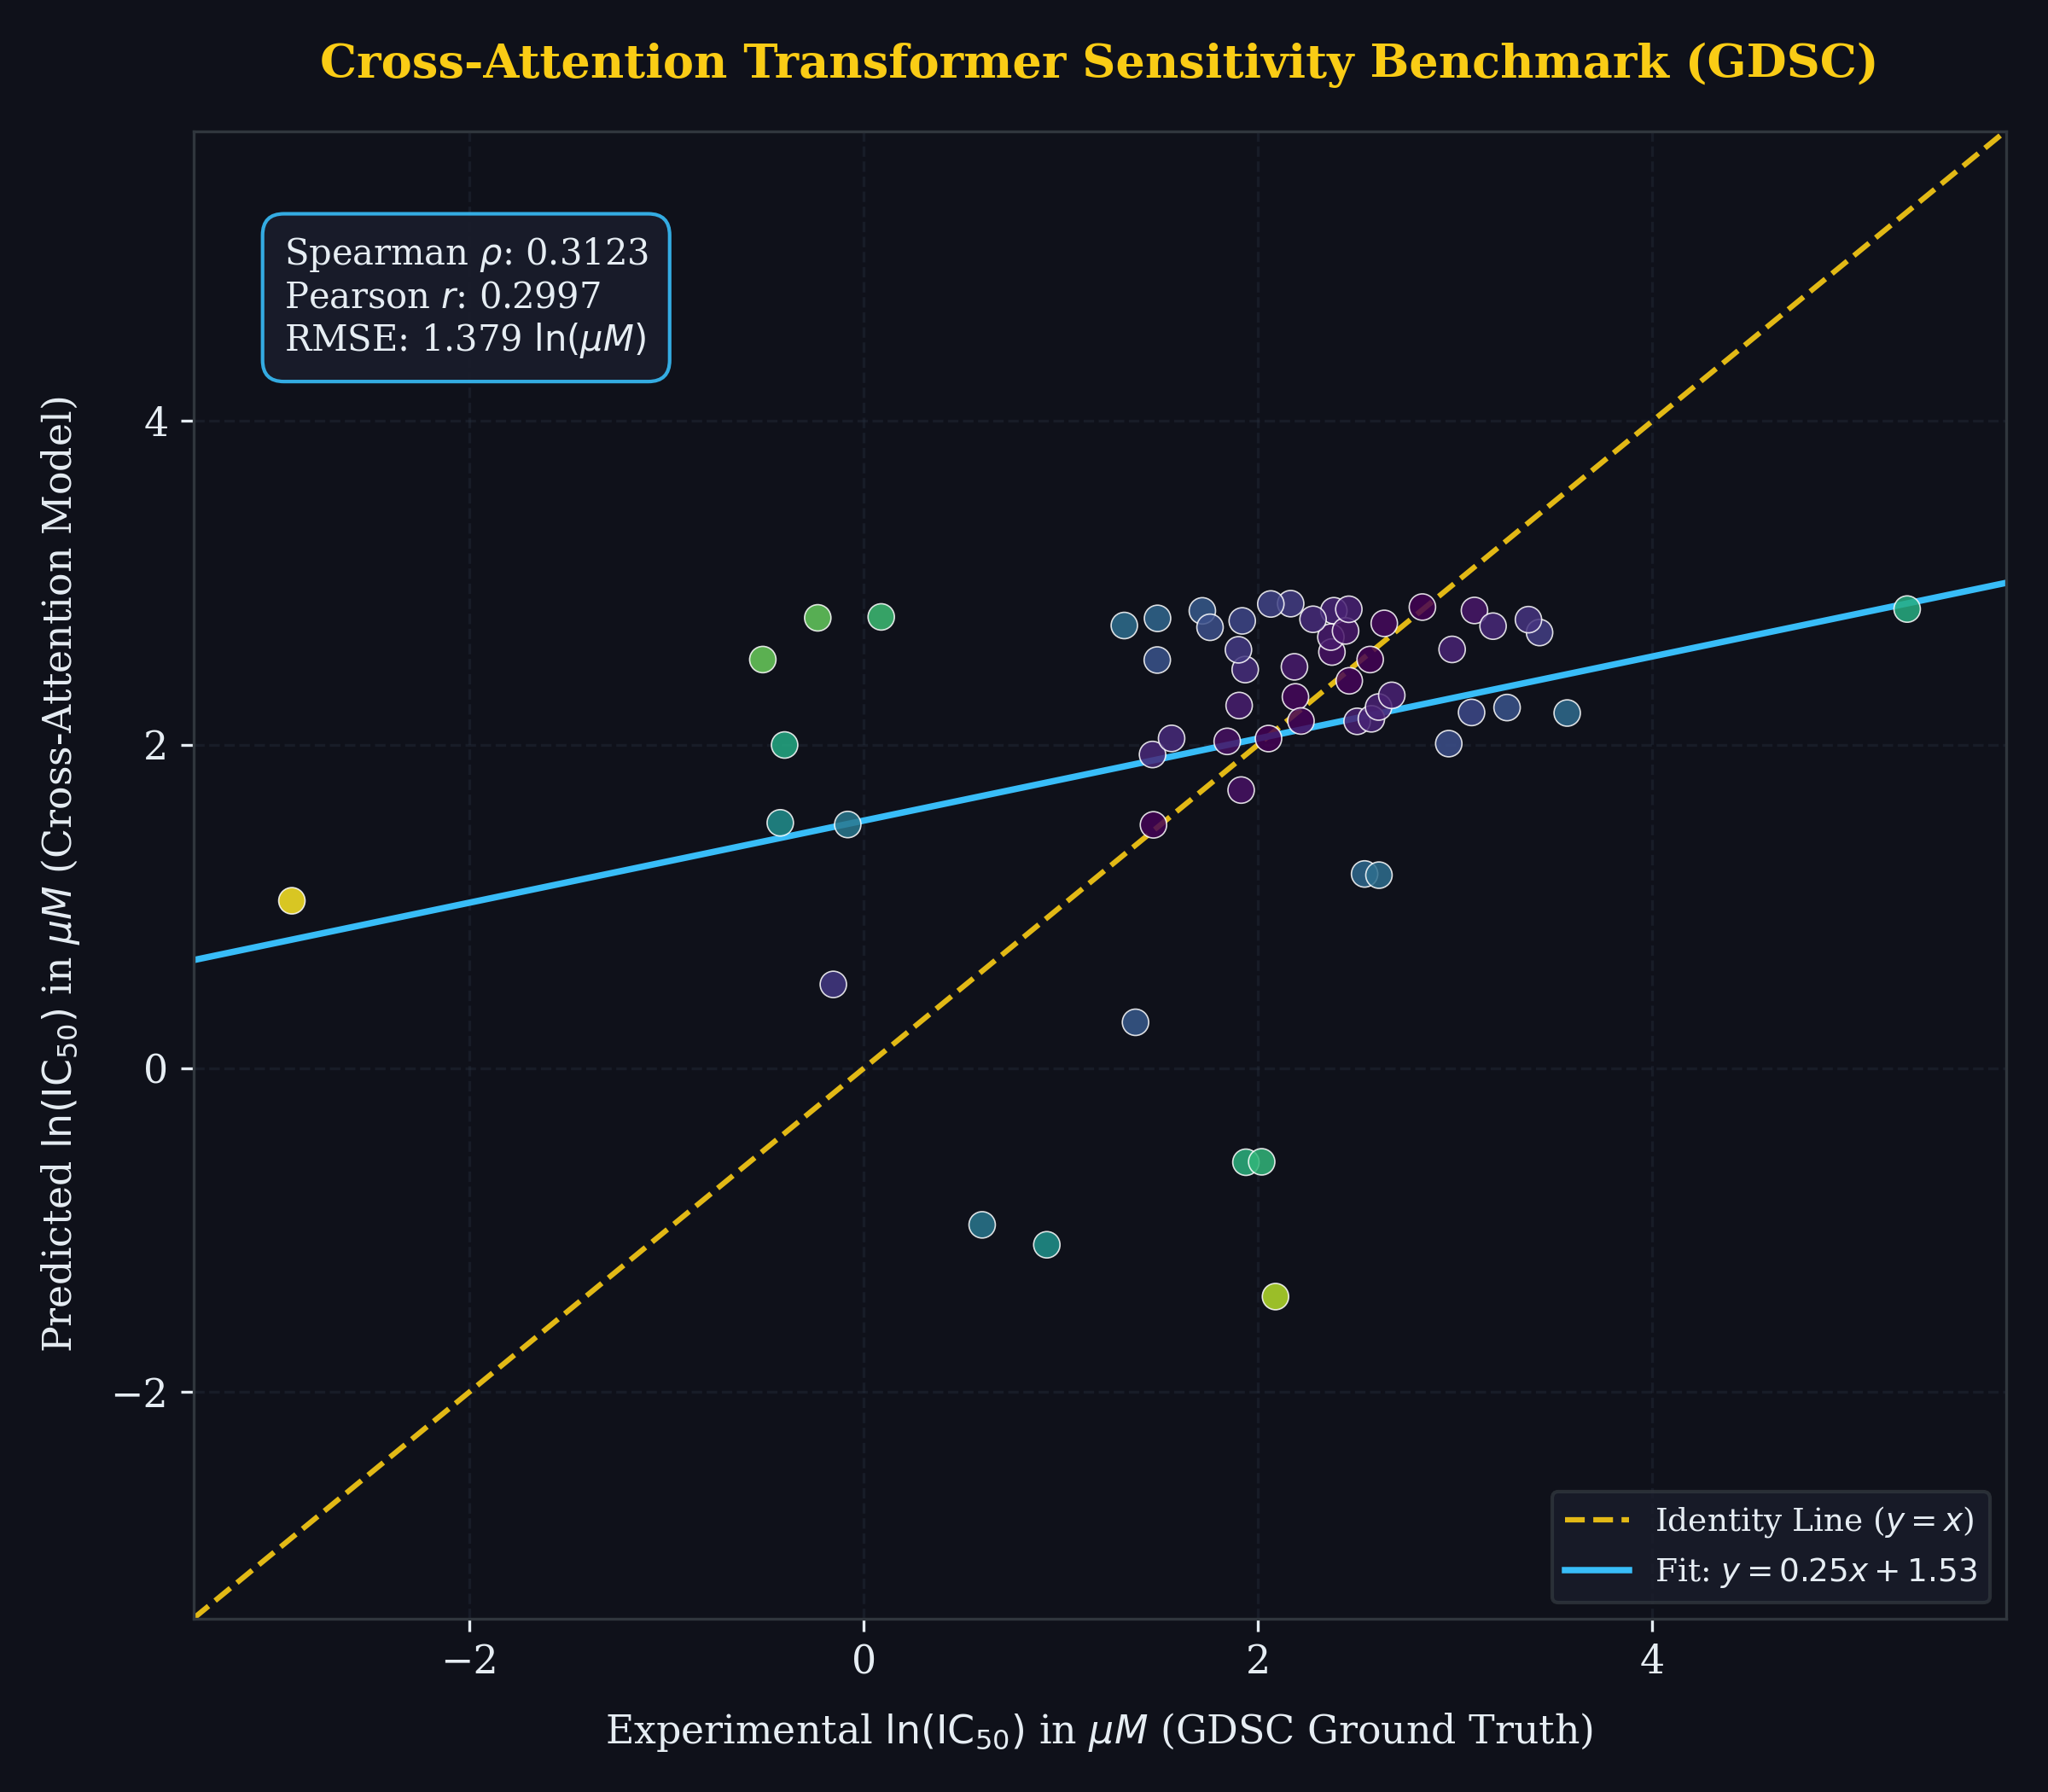 Cross-Attention Transformer Sensitivity Benchmark (GDSC)
Spearman ρ: 0.3123
Pearson r: 0.2997
RMSE: 1.379 ln(μM)
Predicted ln(IC₅₀) in μM (Cross-Attention Model)
4
2
0
−2
Identity Line (y = x)
Fit: y = 0.25x + 1.53
−2
0
2
4
Experimental ln(IC₅₀) in μM (GDSC Ground Truth)